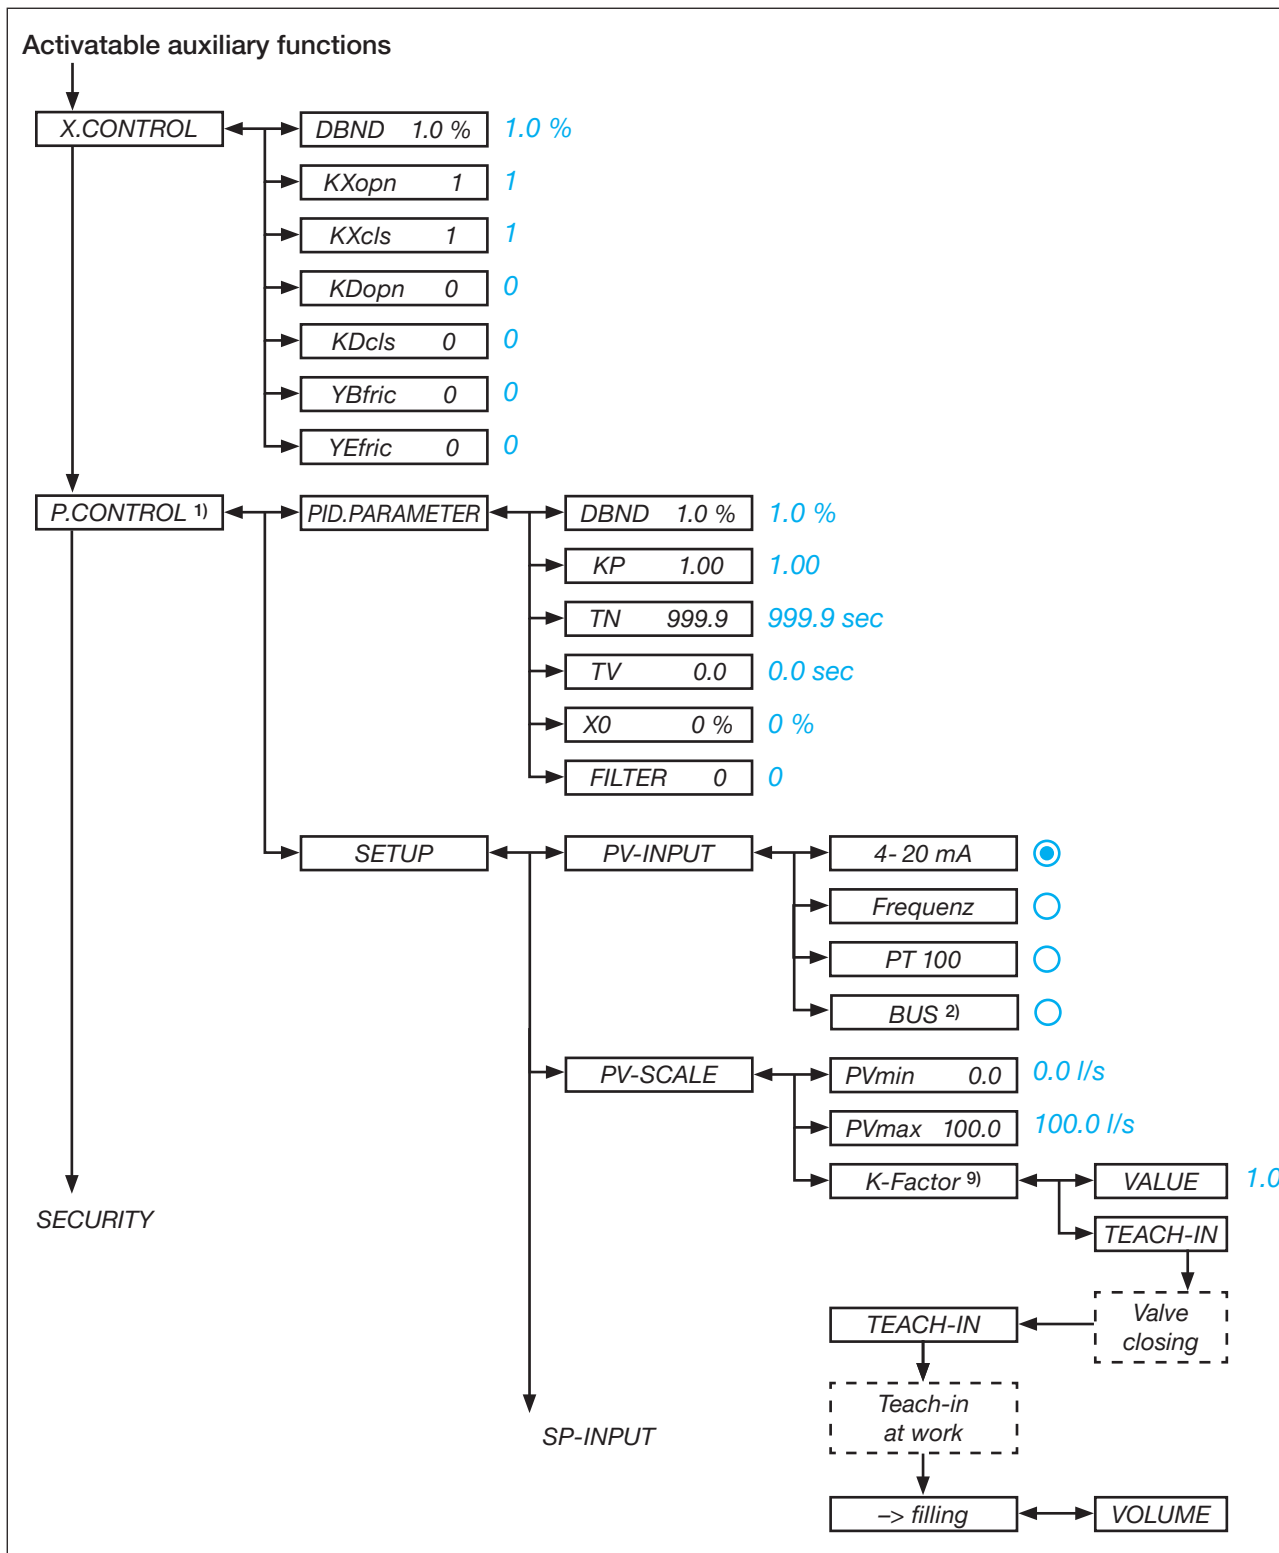 Activatable auxiliary functions
X.CONTROL
DBND 1.0 % 1.0 %
KXopn 1 1
KXcls 1 1
KDopn 0 0
KDcls 0 0
YBfric 0 0
YEfric 0 0
P.CONTROL 1)
PID.PARAMETER
DBND 1.0 % 1.0 %
KP 1.00 1.00
TN 999.9 999.9 sec
TV 0.0 0.0 sec
X0 0 % 0 %
FILTER 0 0
SETUP
PV-INPUT
4- 20 mA
Frequenz
PT 100
BUS 2)
PV-SCALE
PVmin 0.0 0.0 l/s
PVmax 100.0 100.0 l/s
K-Factor 9)
VALUE 1.0
TEACH-IN
SECURITY
Valve
closing
TEACH-IN
Teach-in
at work
SP-INPUT
–> filling
VOLUME